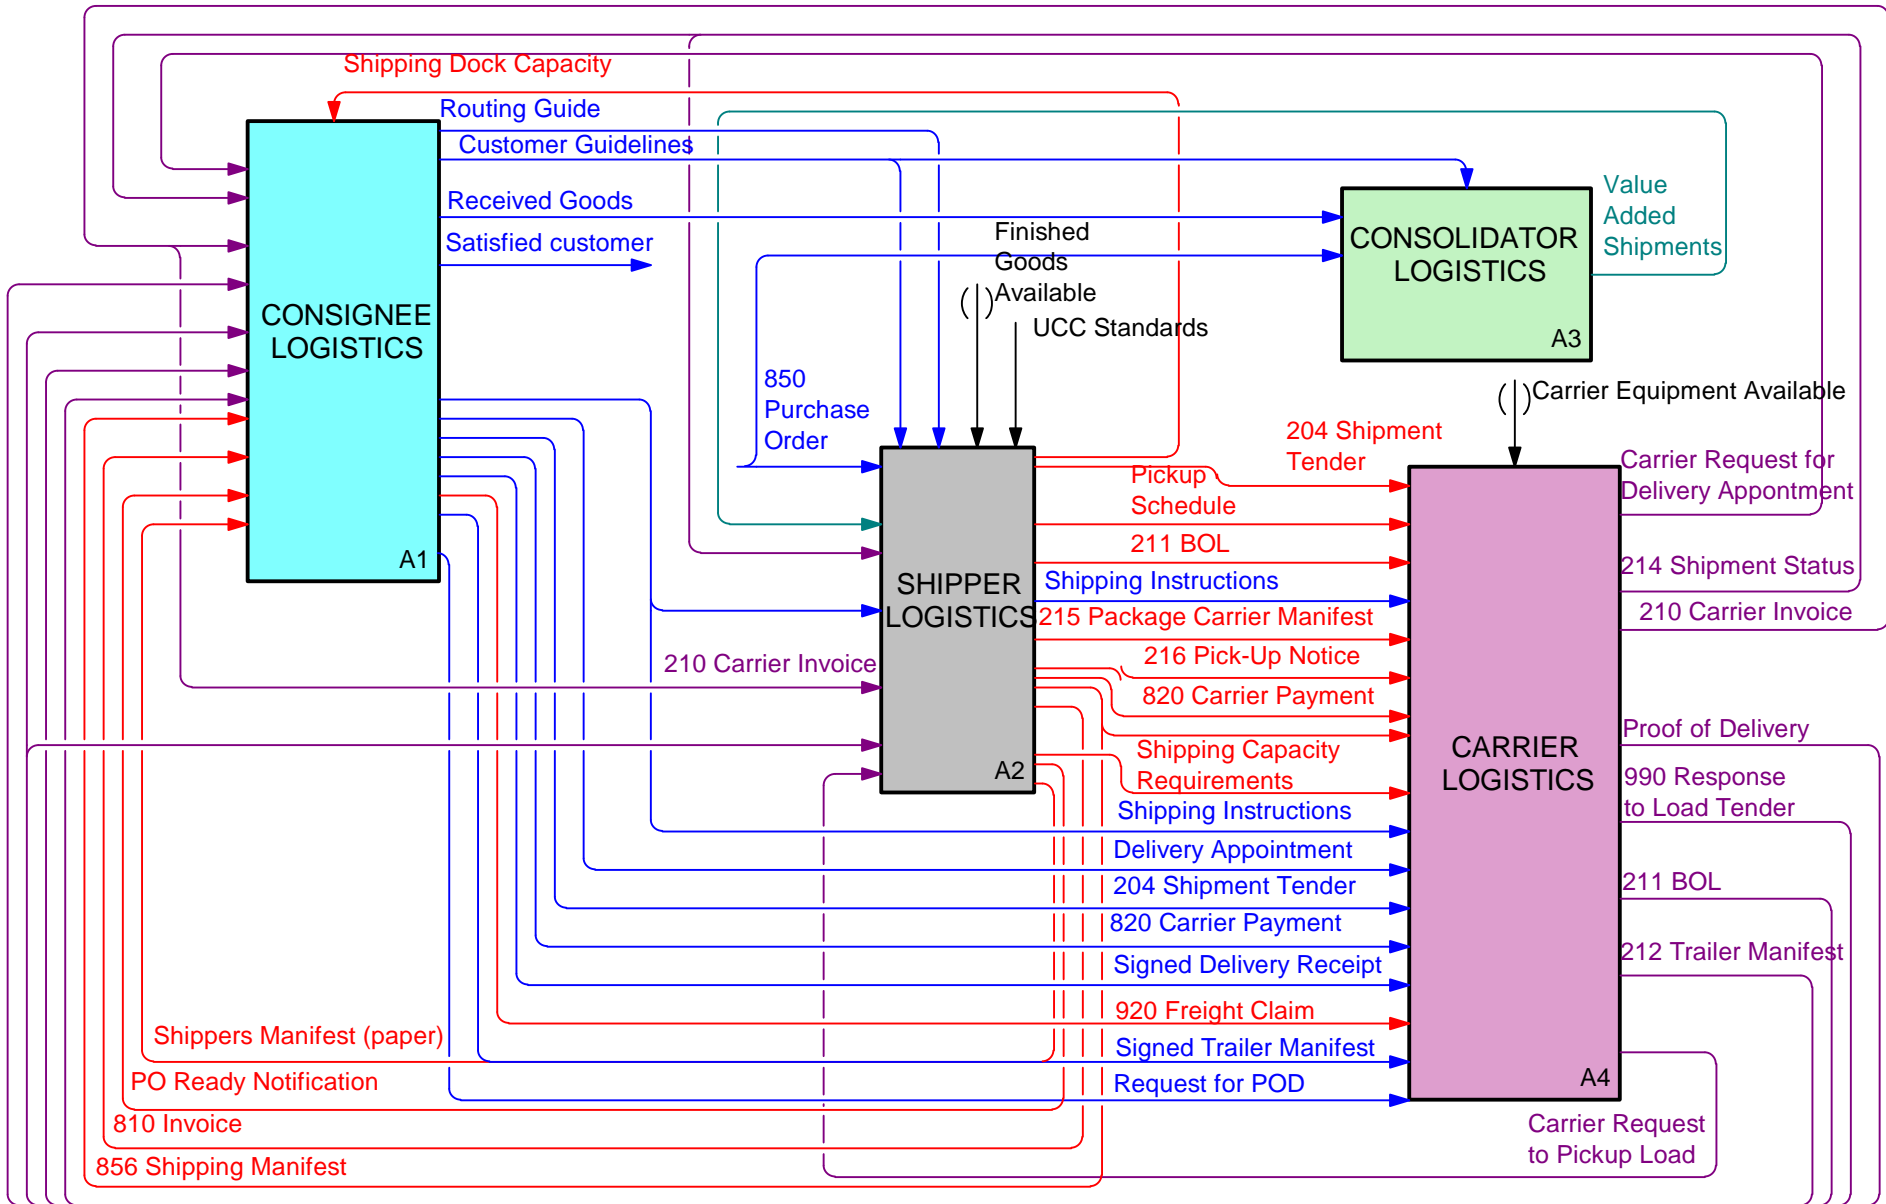 Shipping Dock Capacity
Routing Guide
Customer Guidelines
Received Goods
Satisfied customer
CONSIGNEE
LOGISTICS
A1
Finished
Goods
Available
UCC Standards
850
Purchase
Order
Value
Added
Shipments
CONSOLIDATOR
LOGISTICS
A3
Carrier Equipment Available
204 Shipment
Tender
Pickup
Schedule
211 BOL
Shipping Instructions
215 Package Carrier Manifest
216 Pick-Up Notice
820 Carrier Payment
Shipping Capacity
Requirements
SHIPPER
LOGISTICS
A2
210 Carrier Invoice
Shipping Instructions
Delivery Appointment
204 Shipment Tender
820 Carrier Payment
Signed Delivery Receipt
920 Freight Claim
Signed Trailer Manifest
Request for POD
CARRIER
LOGISTICS
A4
Carrier Request for
Delivery Appontment
214 Shipment Status
210 Carrier Invoice
Proof of Delivery
990 Response
to Load Tender
211 BOL
212 Trailer Manifest
Carrier Request
to Pickup Load
Shippers Manifest (paper)
PO Ready Notification
810 Invoice
856 Shipping Manifest